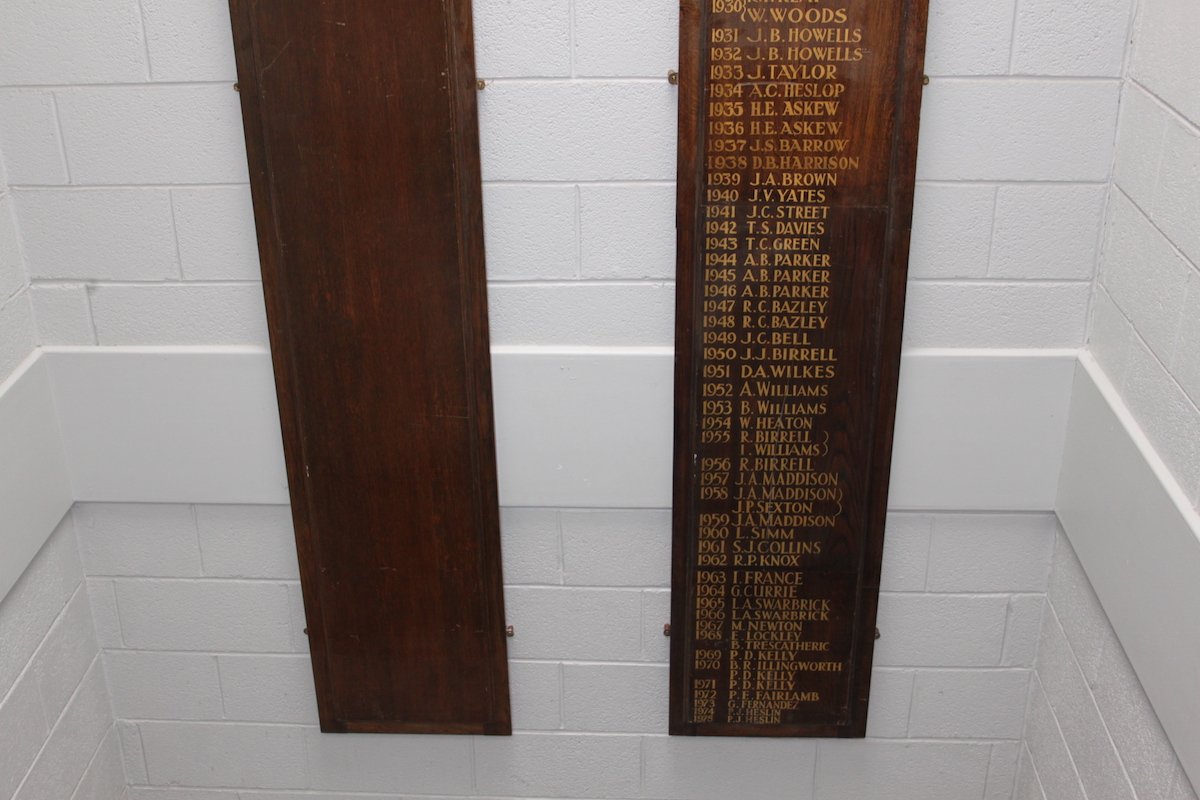 1930
W. WOODS
1931 J. B. HOWELLS
1932 J. B. HOWELLS
1933 J. TAYLOR
1934 A. C. HESLOP
1935 H. E. ASKEW
1936 H. E. ASKEW
1937 J. S. BARROW
1938 D. B. HARRISON
1939 J. A. BROWN
1940 J. V. YATES
1941 J. C. STREET
1942 T. S. DAVIES
1943 T. C. GREEN
1944 A. B. PARKER
1945 A. B. PARKER
1946 A. B. PARKER
1947 R. C. BAZLEY
1948 R. C. BAZLEY
1949 J. C. BELL
1950 J. J. BIRRELL
1951 D. A. WILKES
1952 A. WILLIAMS
1953 B. WILLIAMS
1954 W. HEATON
1955 R. BIRRELL )
I. WILLIAMS )
1956 R. BIRRELL
1957 J. A. MADDISON
1958 J. A. MADDISON )
J. P. SEXTON )
1959 J. A. MADDISON
1960 L. SIMM
1961 S. J. COLLINS
1962 R. P. KNOX
1963 I. FRANCE
1964 G. CURRIE
1965 L. A. SWARBRICK
1966 L. A. SWARBRICK
1967 M. NEWTON
1968 E. LOCKLEY
B. TRESCATHERIC
1969 P. D. KELLY
1970 B. R. ILLINGWORTH
P. D. KELLY
1971 P. D. KELLY
1972 P. E. FAIRLAMB
1973 G. FERNANDEZ
1974 P. J. HESLIN
1975 P. J. HESLIN